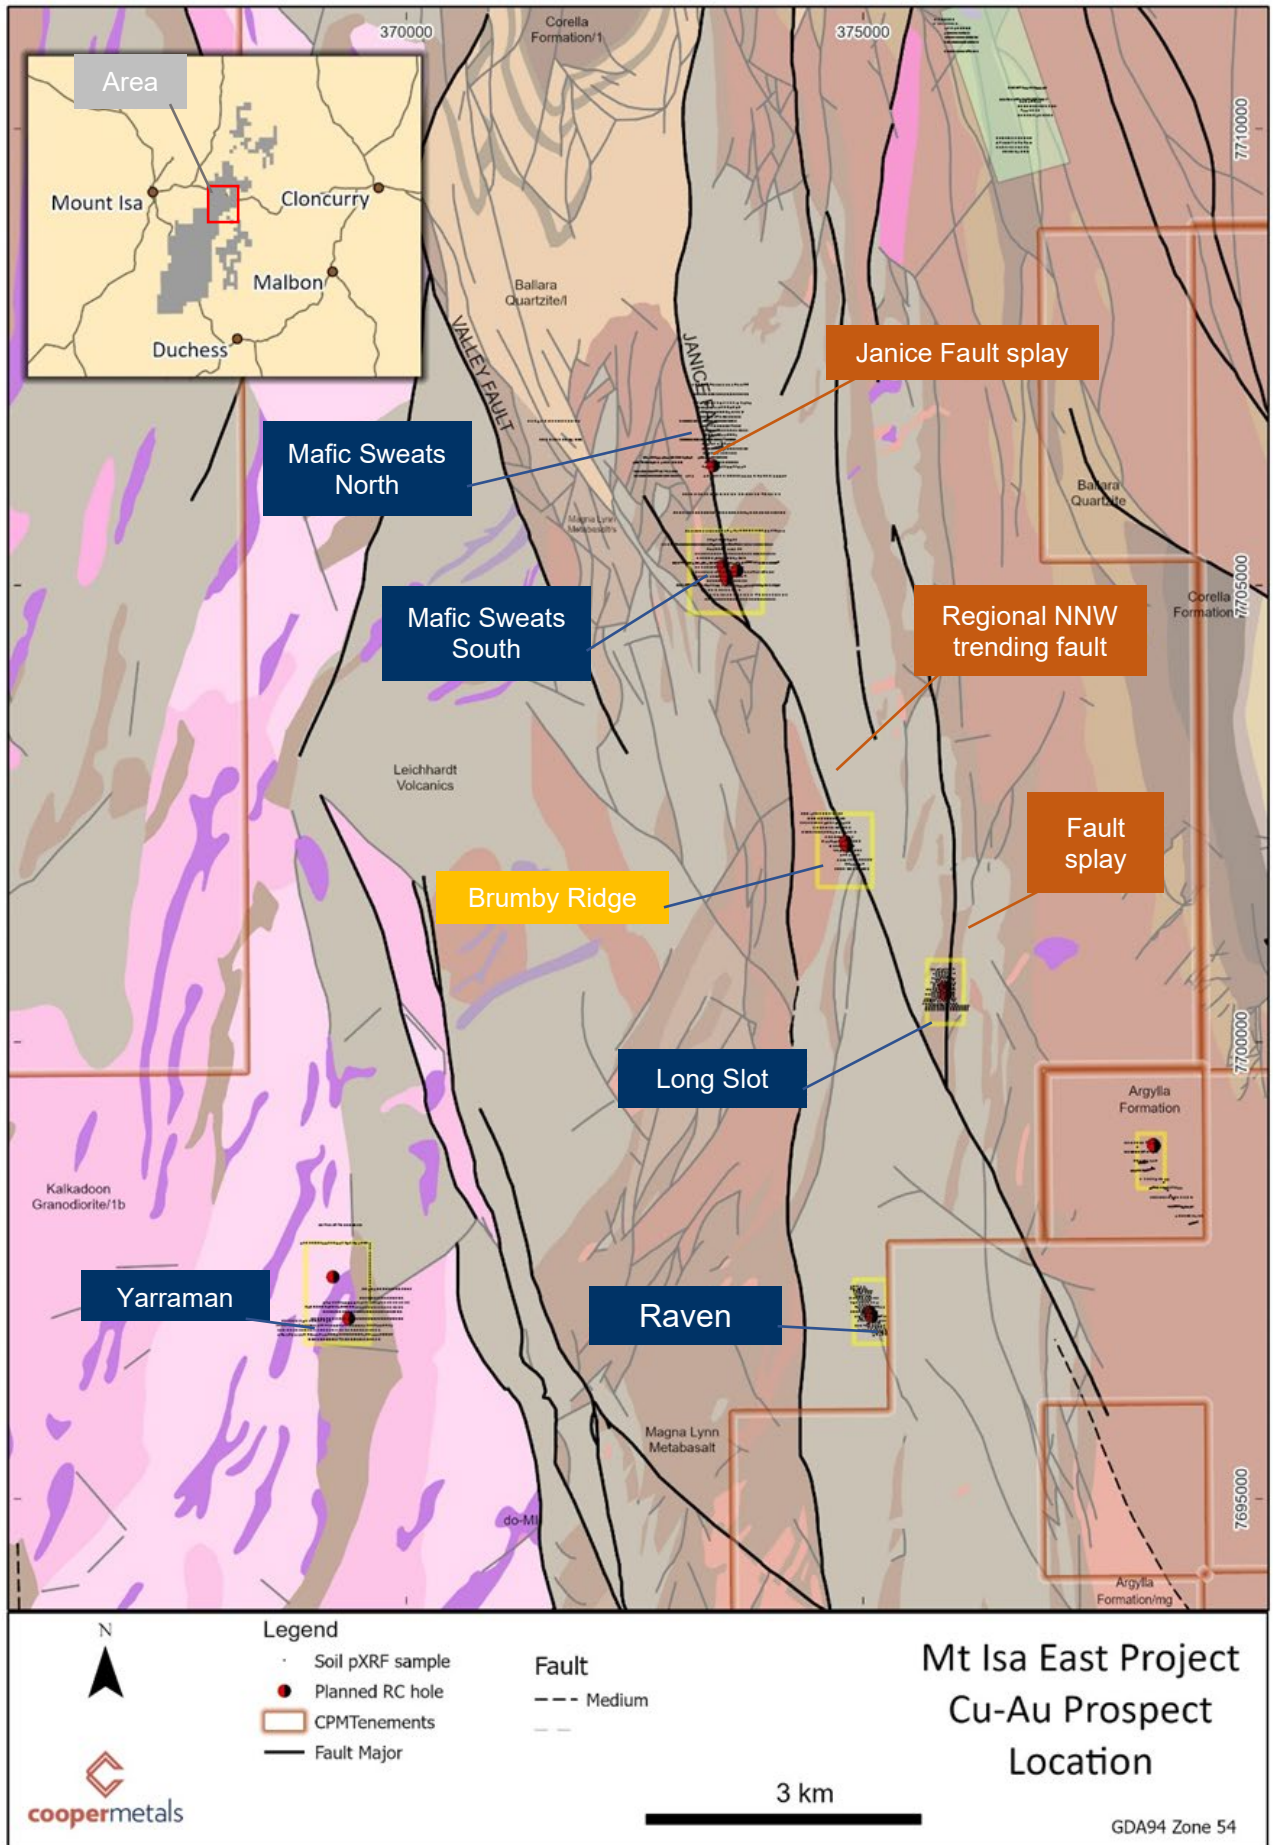 370000
375000
Corella
Formation/1
Area
Mount Isa
Cloncurry
Malbon
Duchess
7710000
Ballara
Quartzite/l
VALLEY FAULT
JANICE F
Janice Fault splay
Mafic Sweats
North
Ballara
Quartzite
Magna Lynn
Metabasalt/s
Mafic Sweats
South
Regional NNW
trending fault
Corella
Formation
7705000
Leichhardt
Volcanics
Fault
splay
Brumby Ridge
Long Slot
7700000
Argylla
Formation
Kalkadoon
Granodiorite/1b
Yarraman
Raven
Magna Lynn
Metabasalt
7695000
do-MI
Argylla
Formation/mg
N
Legend
Soil pXRF sample
Planned RC hole
CPMTenements
Fault Major
Fault
Medium
3 km
Mt Isa East Project
Cu-Au Prospect
Location
GDA94 Zone 54
coopermetals